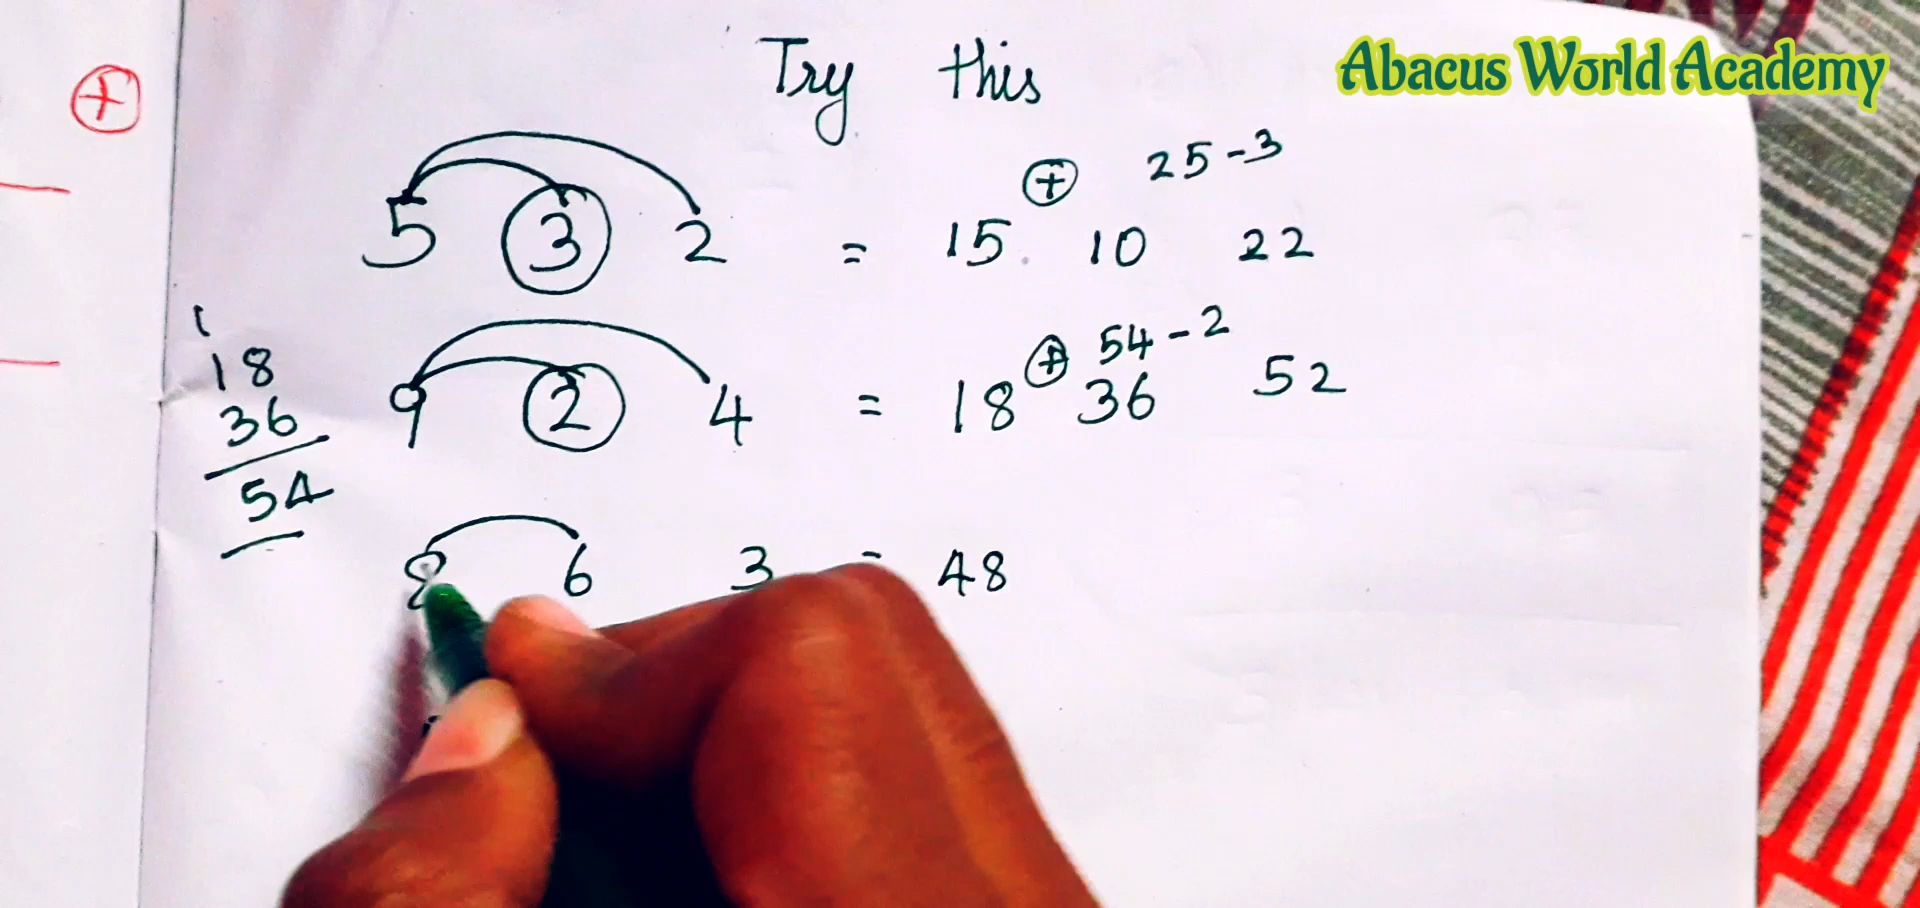 Abacus World Academy
Try this
+
+ 25-3
5 3 2 = 15 10 22
+ 54-2
9 2 4 = 18 36 52
1
18
36
54
8 6 3 = 48